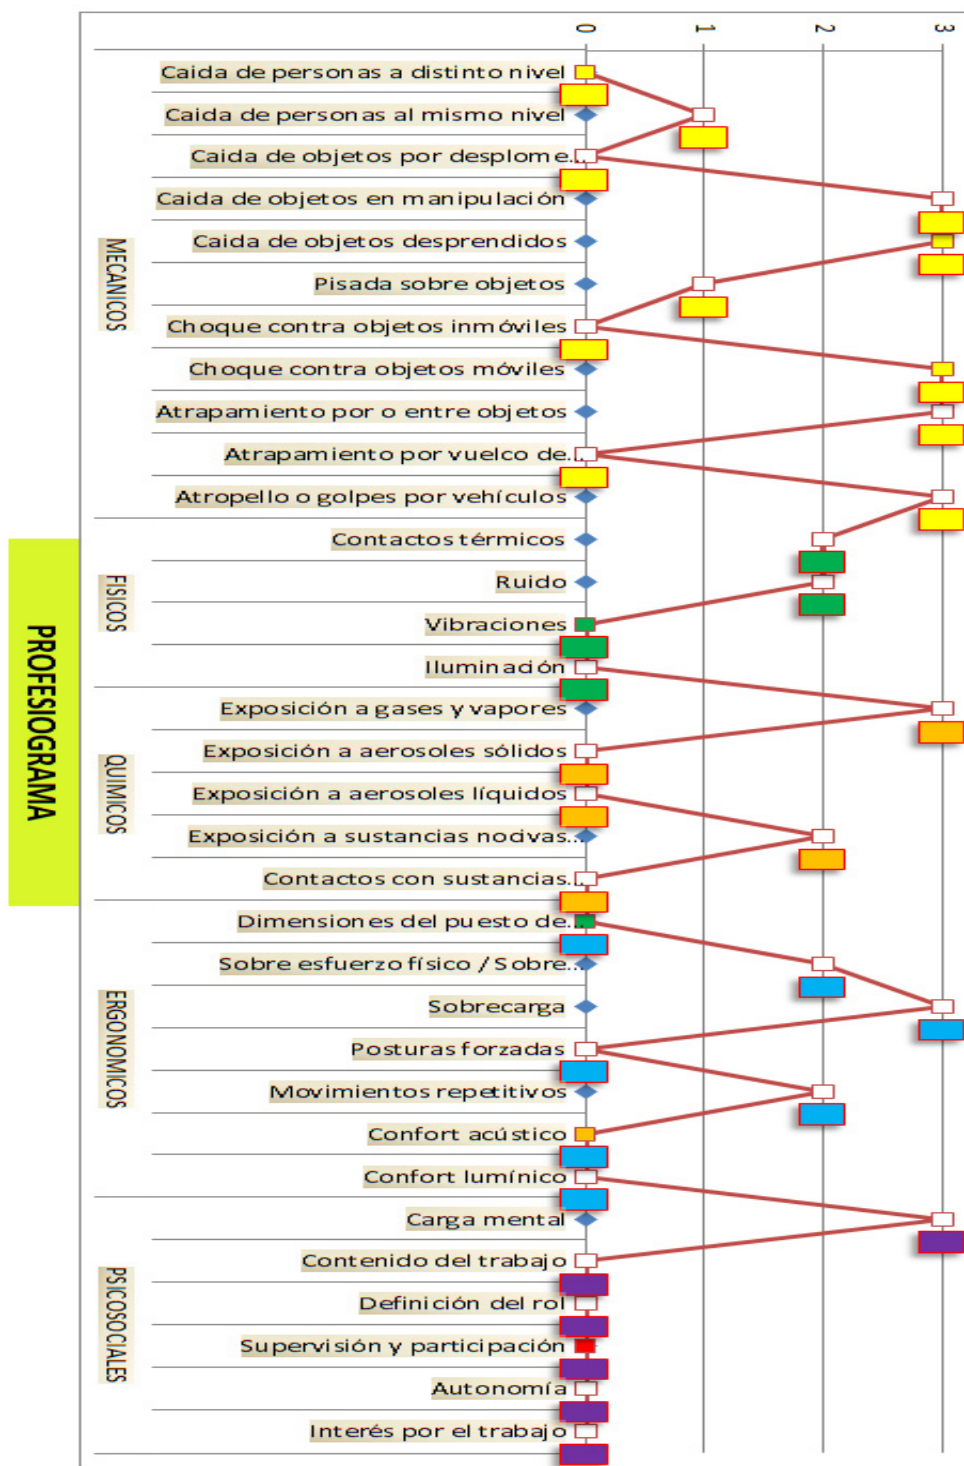 0 1 2 3
Caida de personas a distinto nivel
Caida de personas al mismo nivel
Caida de objetos por desplome...
Caida de objetos en manipulación
Caida de objetos desprendidos
Pisada sobre objetos
Choque contra objetos inmóviles
Choque contra objetos móviles
Atrapamiento por o entre objetos
Atrapamiento por vuelco de...
Atropello o golpes por vehículos
MECANICOS
Contactos térmicos
Ruido
Vibraciones
Iluminación
FISICOS
Exposición a gases y vapores
Exposición a aerosoles sólidos
Exposición a aerosoles líquidos
Exposición a sustancias nocivas...
Contactos con sustancias...
QUIMICOS
Dimensiones del puesto de...
Sobre esfuerzo físico / Sobre...
Sobrecarga
Posturas forzadas
Movimientos repetitivos
Confort acústico
Confort lumínico
ERGONOMICOS
Carga mental
Contenido del trabajo
Definición del rol
Supervisión y participación
Autonomía
Interés por el trabajo
PSICOSOCIALES
PROFESIOGRAMA